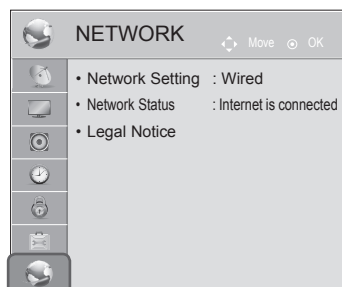 NETWORK
Move OK
• Network Setting : Wired
• Network Status : Internet is connected
• Legal Notice